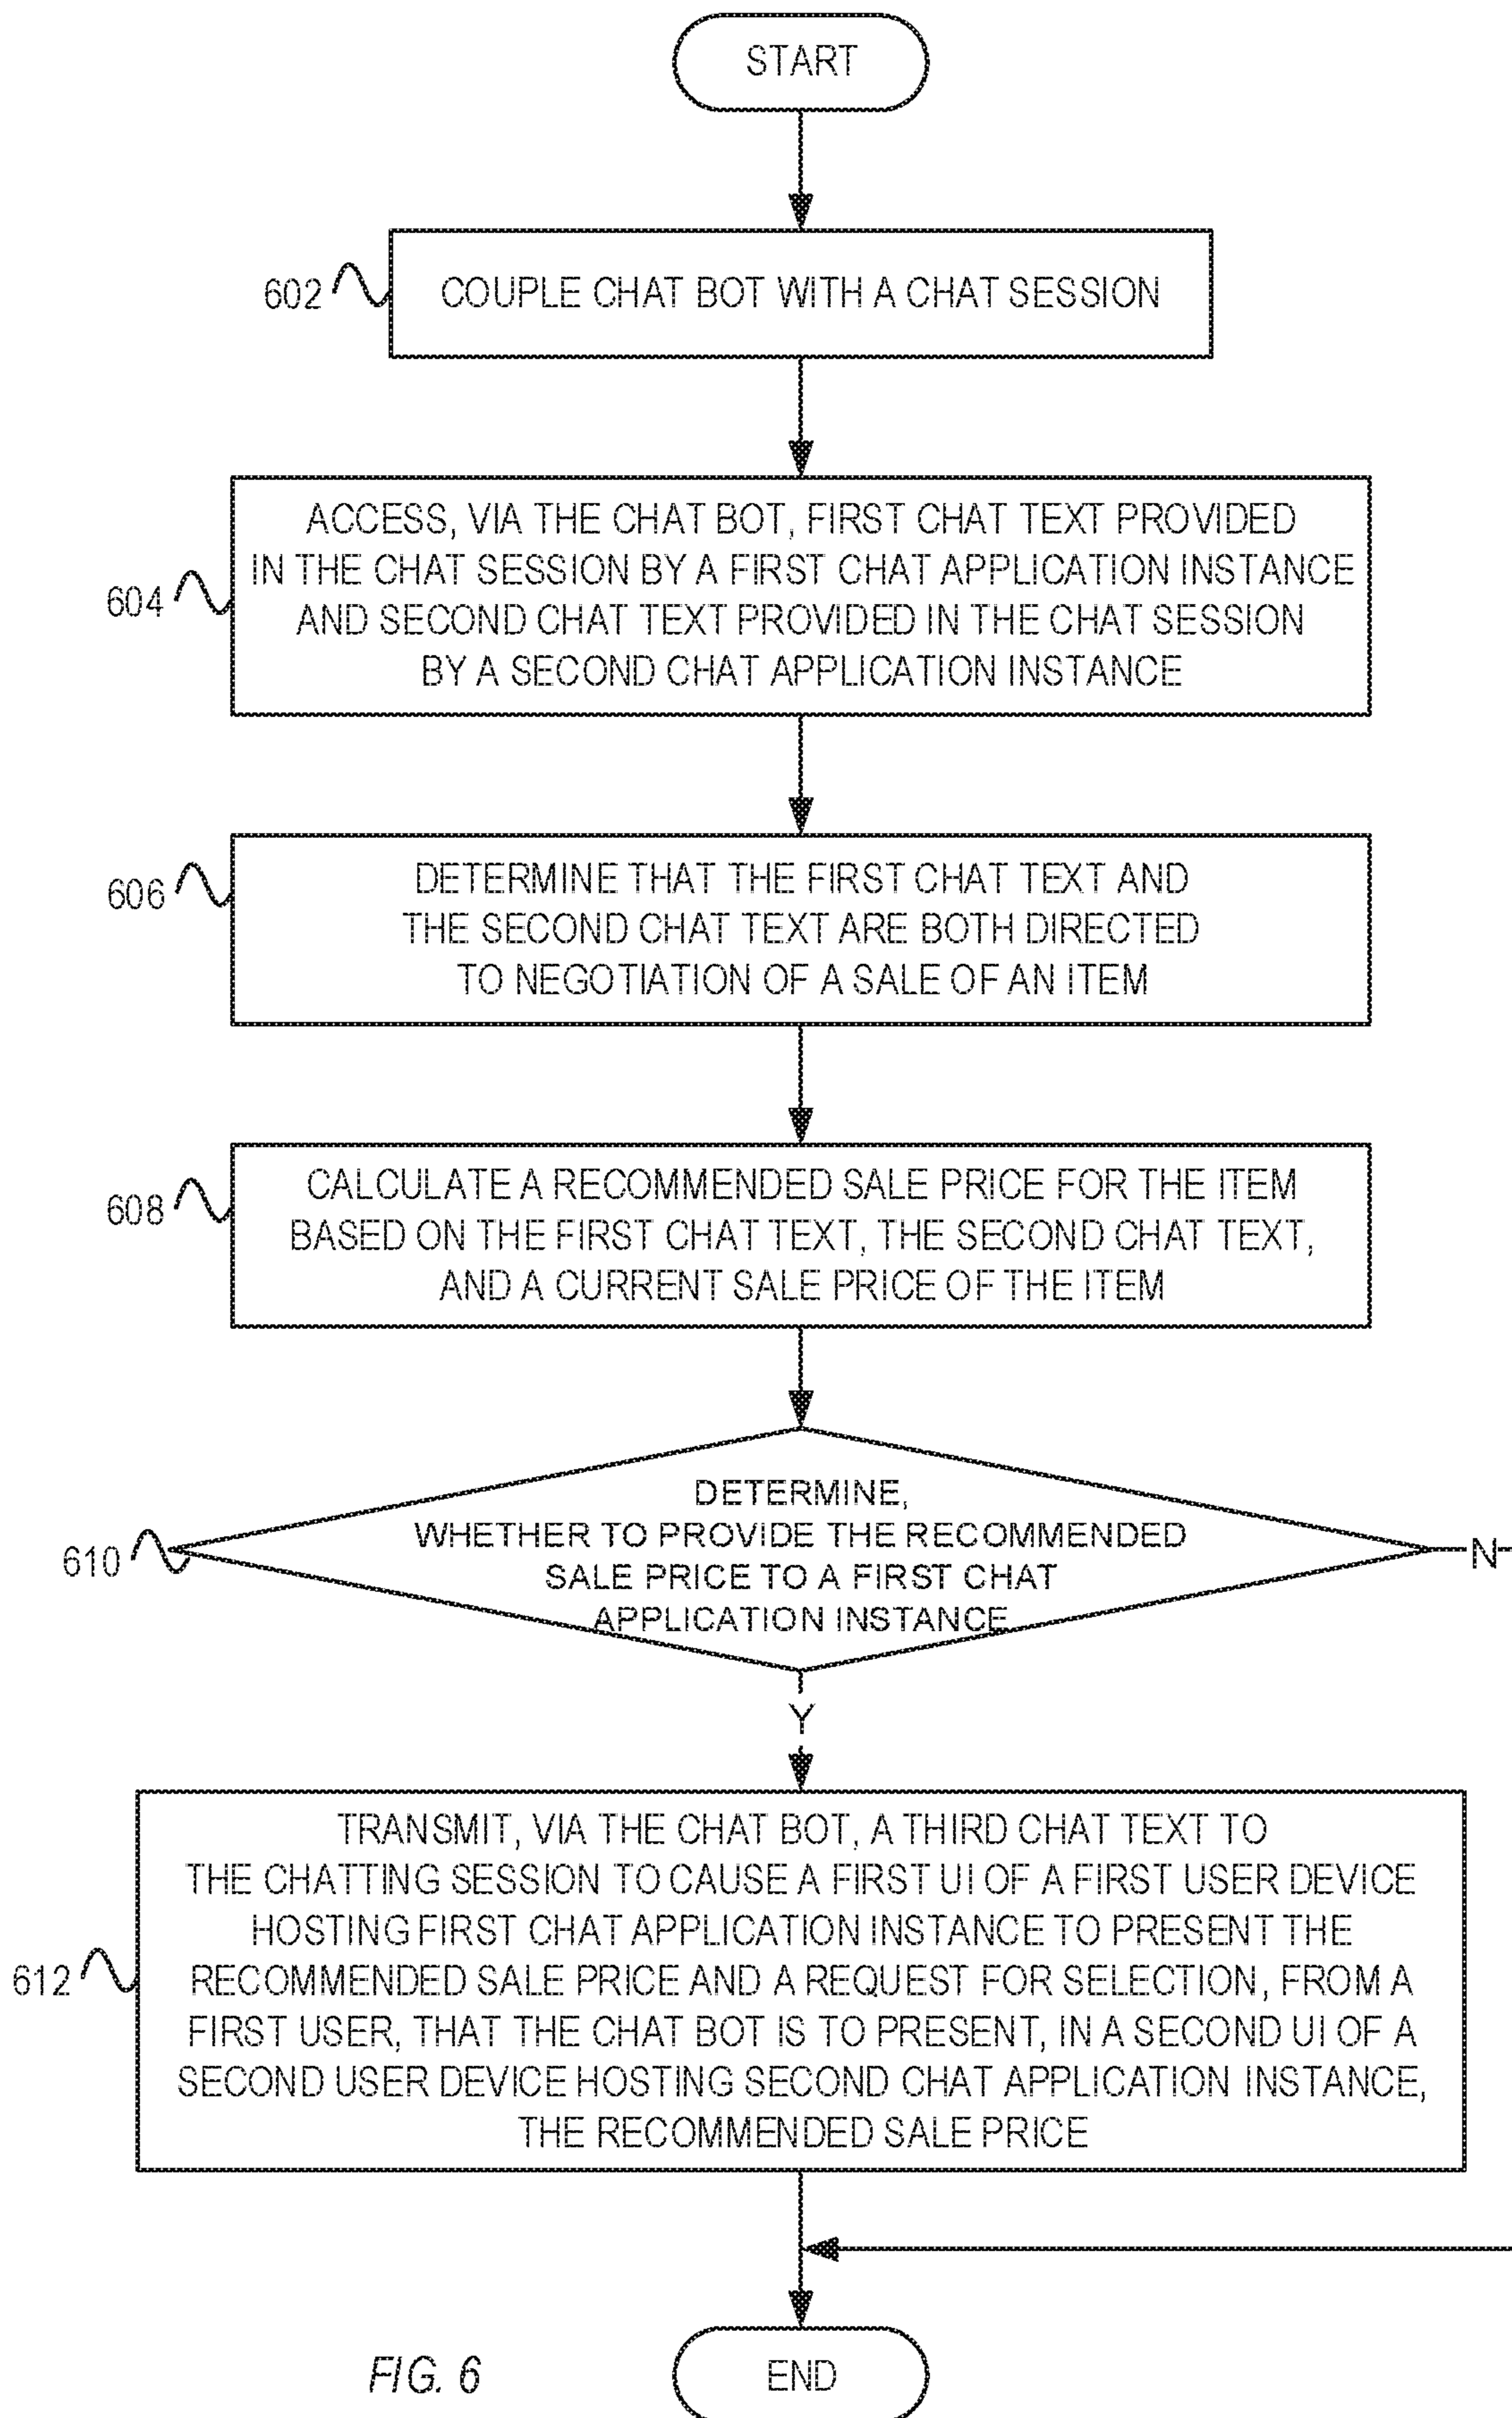 START
602
COUPLE CHAT BOT WITH A CHAT SESSION
ACCESS, VIA THE CHAT BOT, FIRST CHAT TEXT PROVIDED
IN THE CHAT SESSION BY A FIRST CHAT APPLICATION INSTANCE
604
AND SECOND CHAT TEXT PROVIDED IN THE CHAT SESSION
BY A SECOND CHAT APPLICATION INSTANCE
606
DETERMINE THAT THE FIRST CHAT TEXT AND
THE SECOND CHAT TEXT ARE BOTH DIRECTED
TO NEGOTIATION OF A SALE OF AN ITEM
608
CALCULATE A RECOMMENDED SALE PRICE FOR THE ITEM
BASED ON THE FIRST CHAT TEXT, THE SECOND CHAT TEXT,
AND A CURRENT SALE PRICE OF THE ITEM
610
DETERMINE,
WHETHER TO PROVIDE THE RECOMMENDED
SALE PRICE TO A FIRST CHAT
APPLICATION INSTANCE
N
Y
TRANSMIT, VIA THE CHAT BOT, A THIRD CHAT TEXT TO
THE CHATTING SESSION TO CAUSE A FIRST UI OF A FIRST USER DEVICE
HOSTING FIRST CHAT APPLICATION INSTANCE TO PRESENT THE
612
RECOMMENDED SALE PRICE AND A REQUEST FOR SELECTION, FROM A
FIRST USER, THAT THE CHAT BOT IS TO PRESENT, IN A SECOND UI OF A
SECOND USER DEVICE HOSTING SECOND CHAT APPLICATION INSTANCE,
THE RECOMMENDED SALE PRICE
FIG. 6
END